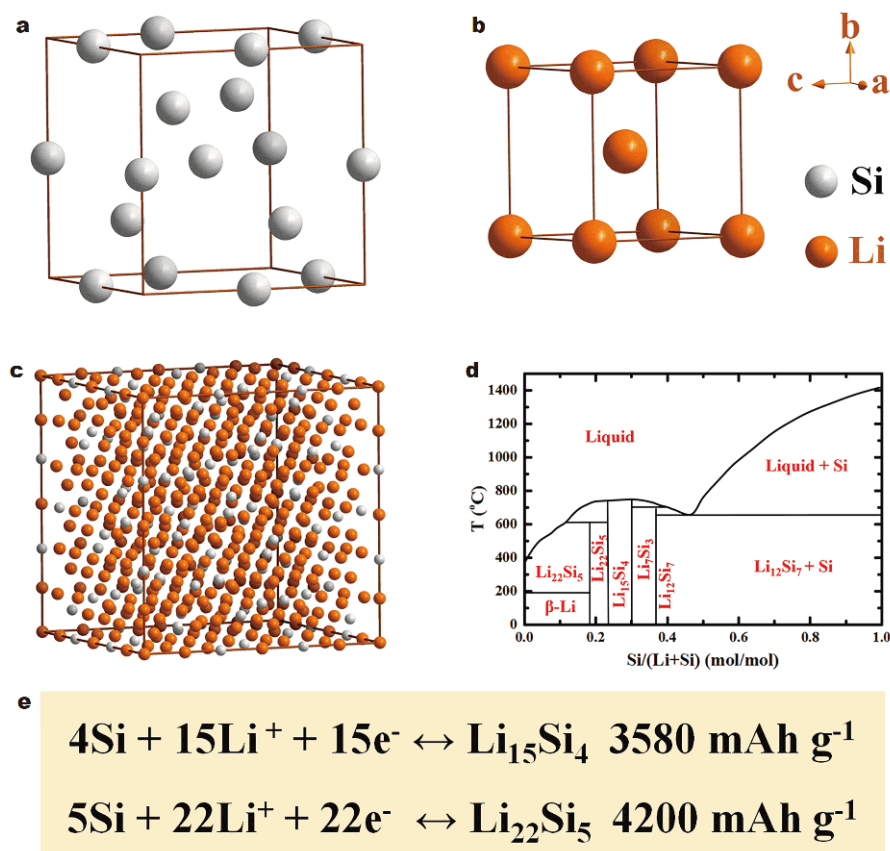 a
b
b
c
a
Si
Li
c
d
1400
1200
1000
800
600
400
200
0
T (°C)
Liquid
Liquid + Si
Li₂₂Si₅
Li₂₂Si₅
Li₁₅Si₄
Li₇Si₃
Li₁₂Si₇
Li₁₂Si₇ + Si
β-Li
0.0 0.2 0.4 0.6 0.8 1.0
Si/(Li+Si) (mol/mol)
e
4Si + 15Li⁺ + 15e⁻ ↔ Li₁₅Si₄ 3580 mAh g⁻¹
5Si + 22Li⁺ + 22e⁻ ↔ Li₂₂Si₅ 4200 mAh g⁻¹